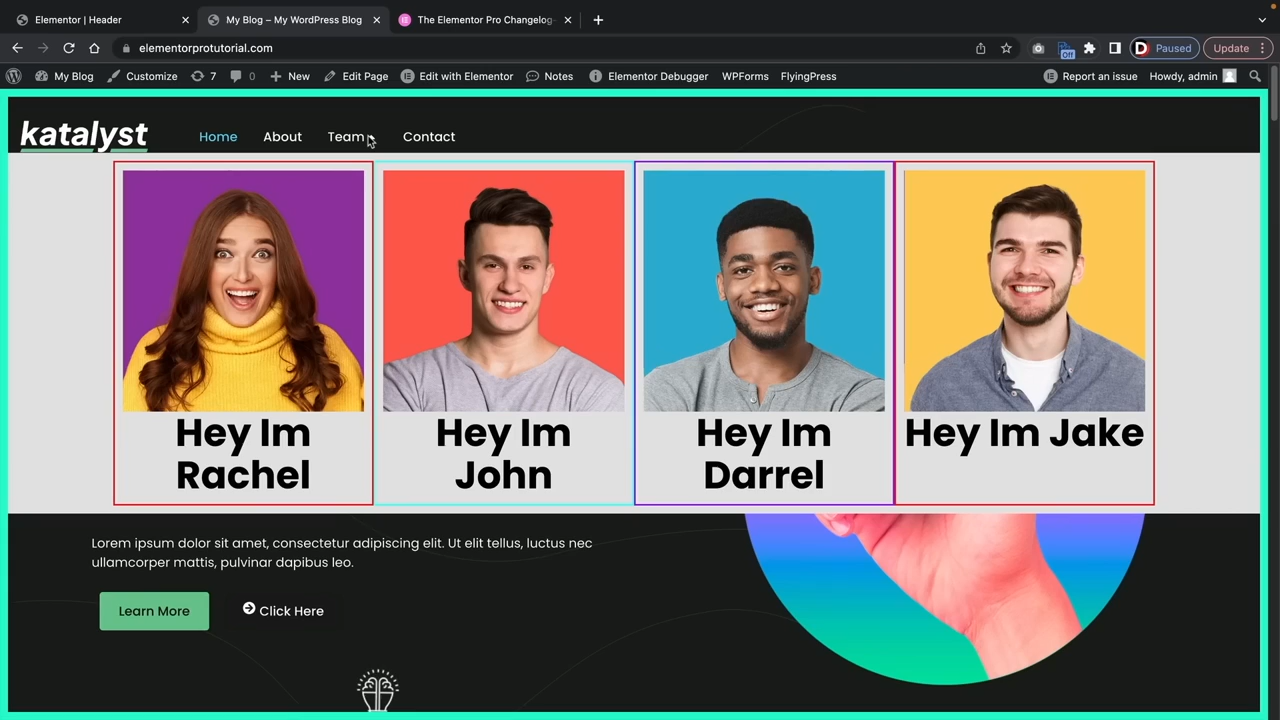 Elementor | Header
My Blog – My WordPress Blog
The Elementor Pro Changelog
elementorprotutorial.com
Off
D
Paused
Update
My Blog
Customize
7
0
New
Edit Page
Edit with Elementor
Notes
Elementor Debugger
WPForms
FlyingPress
Report an issue
Howdy, admin
katalyst
Home
About
Team
Contact
Hey Im
Rachel
Hey Im
John
Hey Im
Darrel
Hey Im Jake
Lorem ipsum dolor sit amet, consectetur adipiscing elit. Ut elit tellus, luctus nec
ullamcorper mattis, pulvinar dapibus leo.
Learn More
Click Here